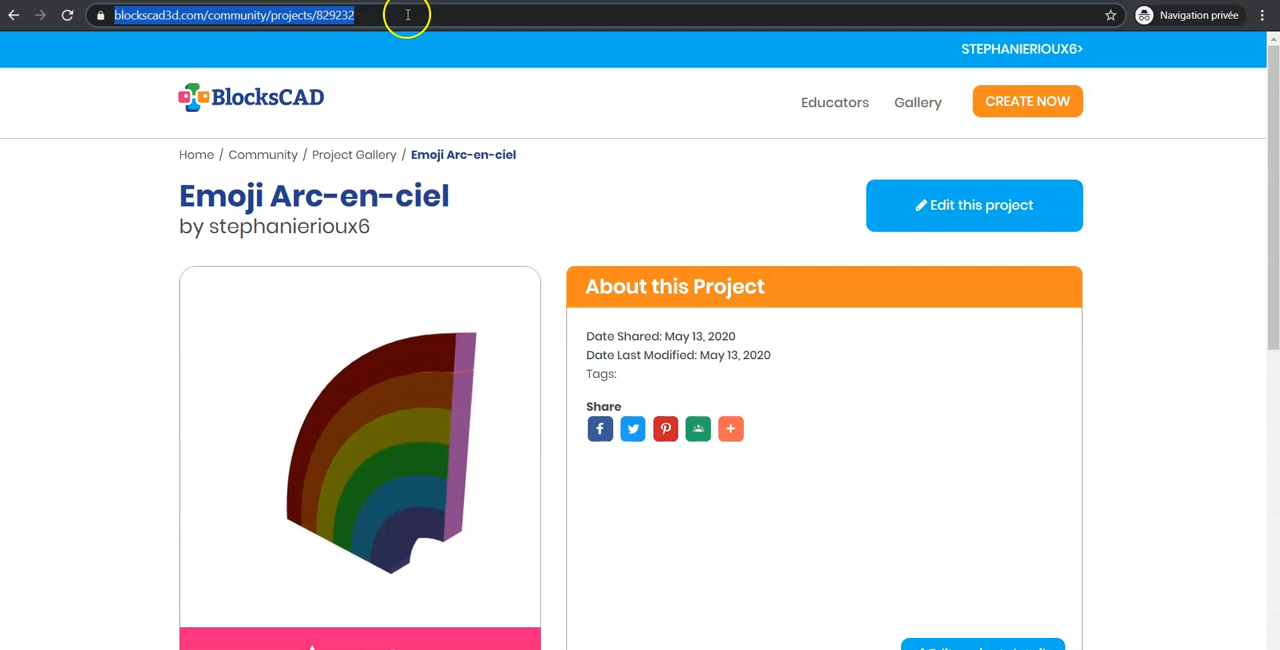 blockscad3d.com/community/projects/829232
Navigation privée
STEPHANIERIOUX6>
BlocksCAD
Educators
Gallery
CREATE NOW
Home / Community / Project Gallery / Emoji Arc-en-ciel
Emoji Arc-en-ciel
by stephanierioux6
Edit this project
About this Project
Date Shared: May 13, 2020
Date Last Modified: May 13, 2020
Tags:
Share